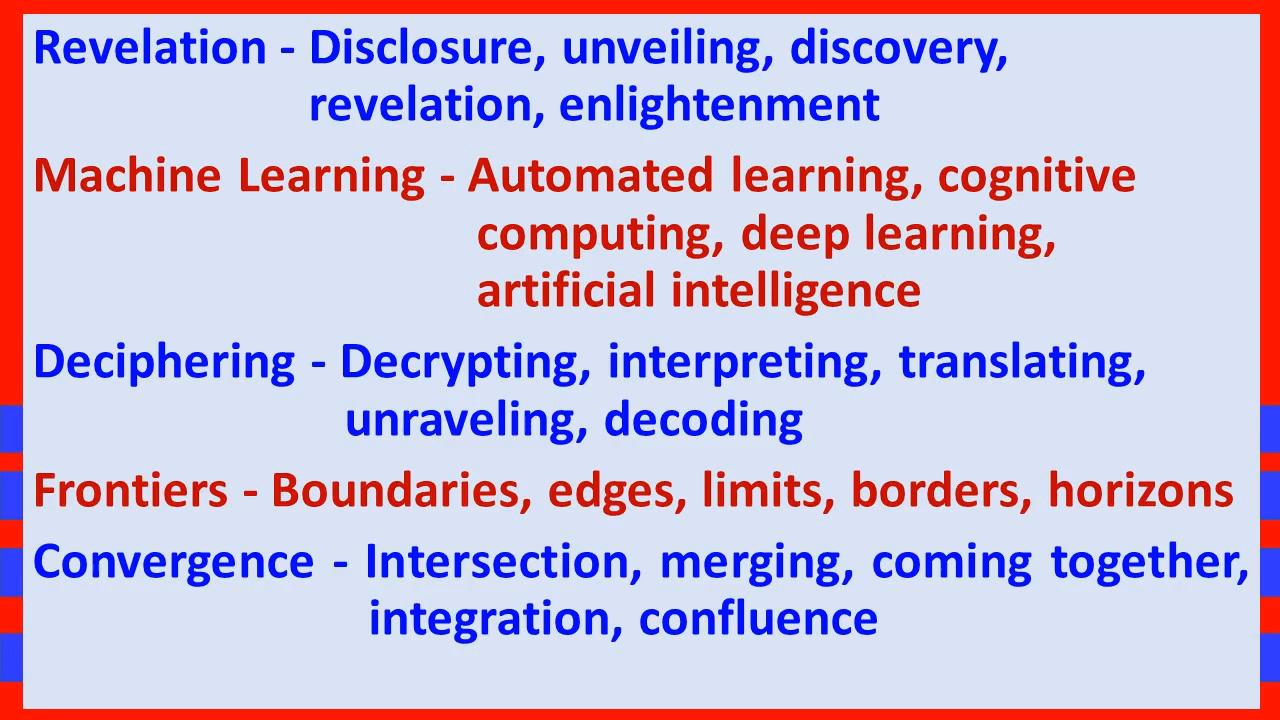 Revelation - Disclosure, unveiling, discovery,
revelation, enlightenment
Machine Learning - Automated learning, cognitive
computing, deep learning,
artificial intelligence
Deciphering - Decrypting, interpreting, translating,
unraveling, decoding
Frontiers - Boundaries, edges, limits, borders, horizons
Convergence - Intersection, merging, coming together,
integration, confluence